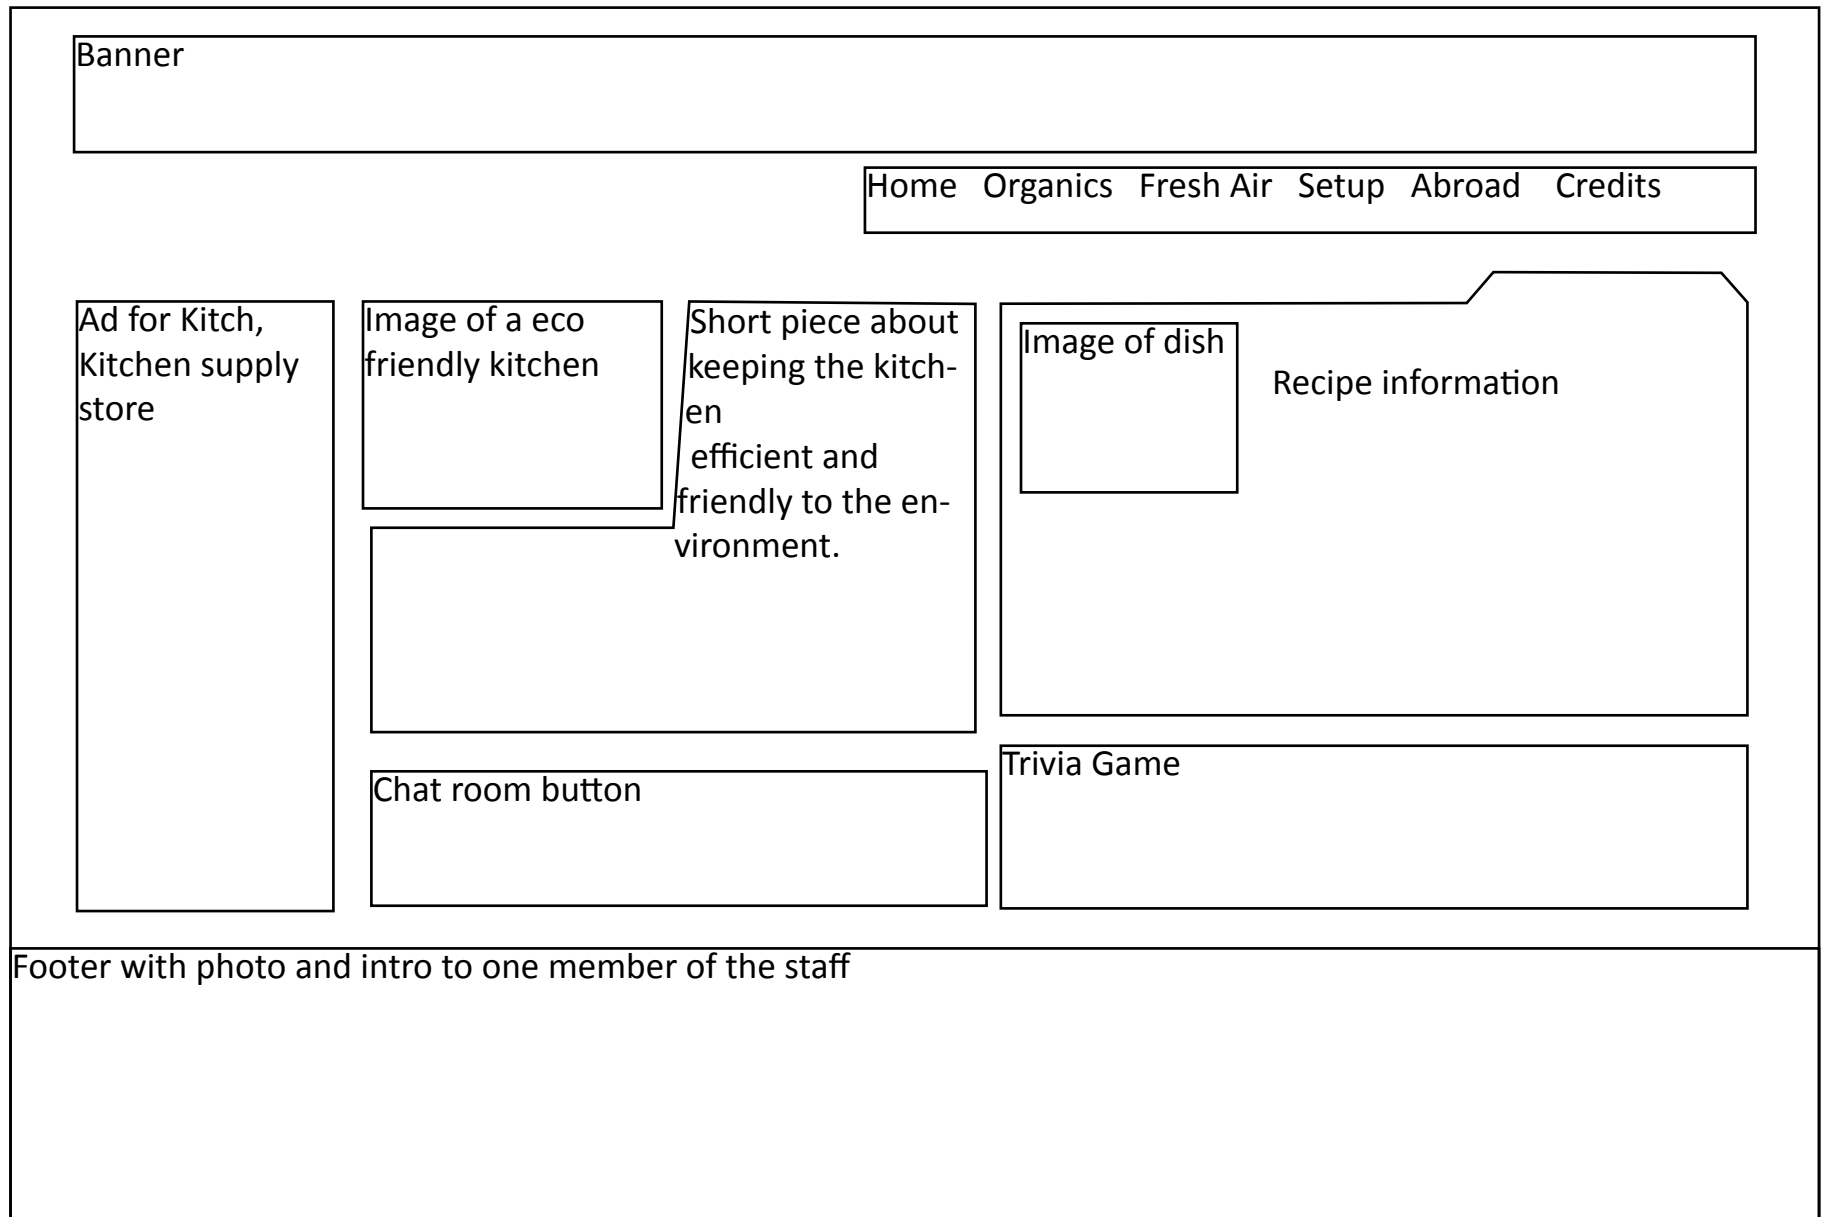 Banner
Home Organics Fresh Air Setup Abroad Credits
Ad for Kitch,
Kitchen supply
store
Image of a eco
friendly kitchen
Short piece about
keeping the kitch-
en
efficient and
friendly to the en-
vironment.
Image of dish
Recipe information
Chat room button
Trivia Game
Footer with photo and intro to one member of the staff